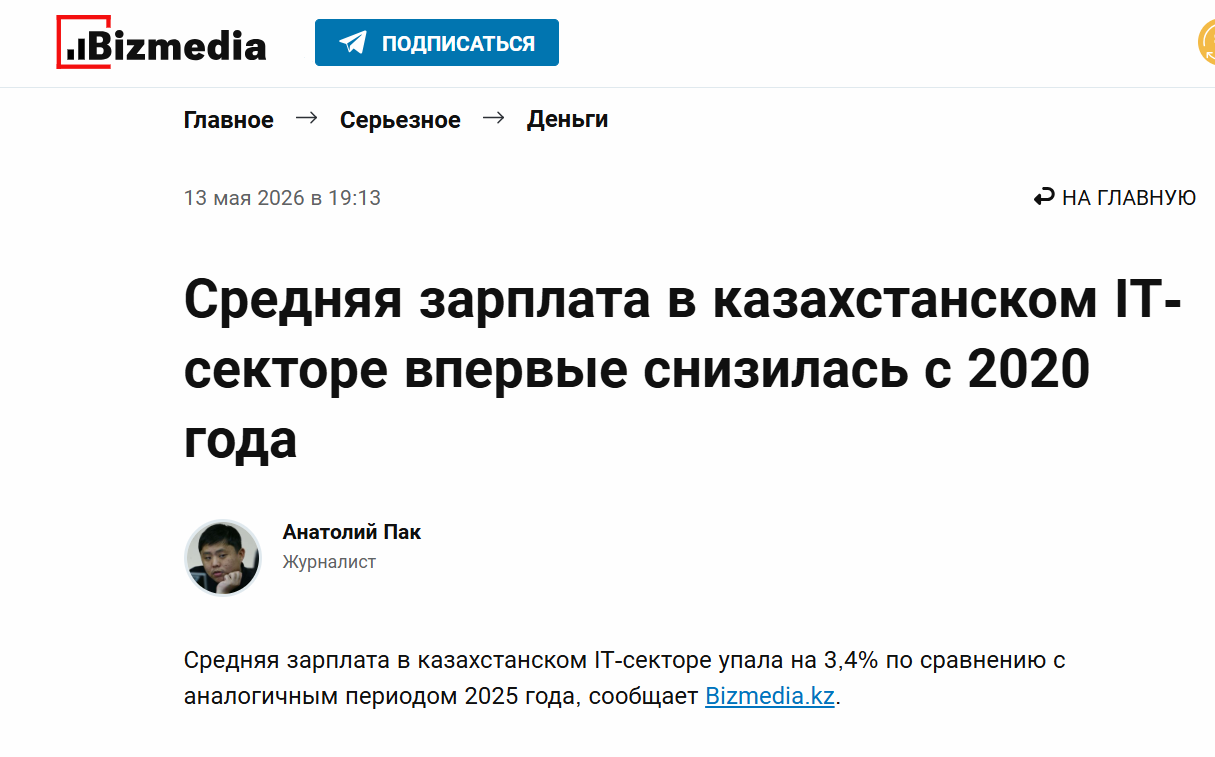 Bizmedia
ПОДПИСАТЬСЯ
Главное → Серьезное → Деньги
13 мая 2026 в 19:13
НА ГЛАВНУЮ
Средняя зарплата в казахстанском IT-
секторе впервые снизилась с 2020
года
Анатолий Пак
Журналист
Средняя зарплата в казахстанском IT-секторе упала на 3,4% по сравнению с
аналогичным периодом 2025 года, сообщает Bizmedia.kz.